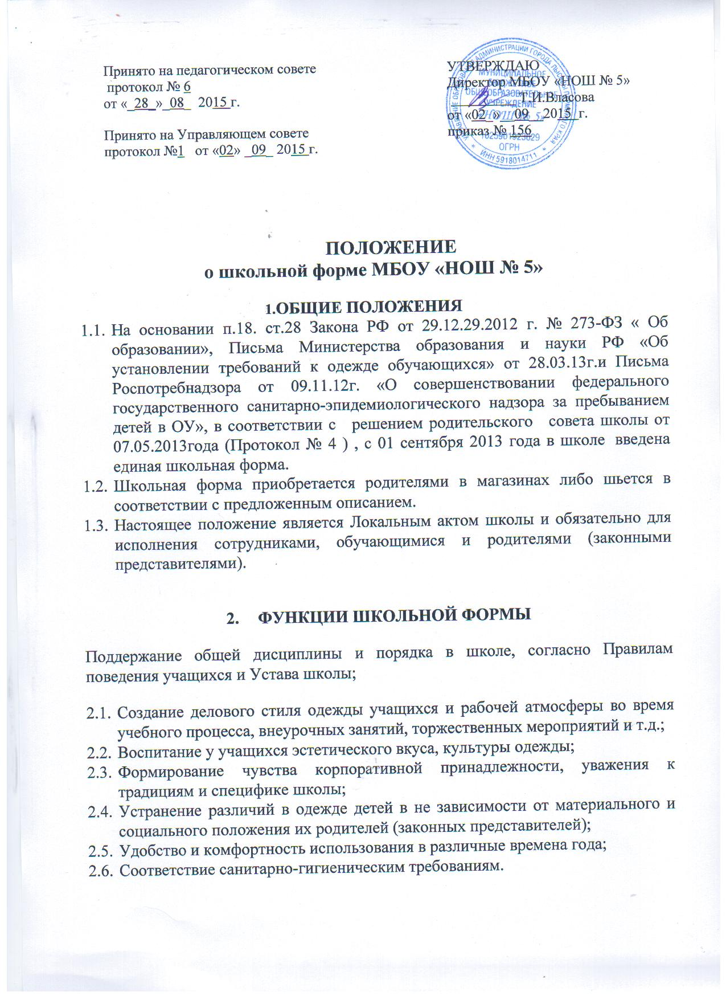 Принято на педагогическом совете
протокол № 6
от «_28_»_08_ 2015 г.
Принято на Управляющем совете
протокол №1 от «02» _09_ 2015 г.
УТВЕРЖДАЮ
Директор МБОУ «НОШ № 5»
_________ Т.И.Власова
от «02_»__09__2015_г.
приказ № 156
МУНИЦИПАЛЬНОЕ
БЮДЖЕТНОЕ
ОБЩЕОБРАЗОВАТЕЛЬНОЕ
УЧРЕЖДЕНИЕ
«НОШ № 5»
1025901923629
ОГРН
* ИНН 5918014711 *
УПРАВЛЕНИЕ ОБРАЗОВАНИЯ АДМИНИСТРАЦИИ ГОРОДА ЛЫСЬВЫ ПЕРМСКОГО КРАЯ
ПОЛОЖЕНИЕ
о школьной форме МБОУ «НОШ № 5»
1.ОБЩИЕ ПОЛОЖЕНИЯ
1.1. На основании п.18. ст.28 Закона РФ от 29.12.29.2012 г. № 273-ФЗ « Об
образовании», Письма Министерства образования и науки РФ «Об
установлении требований к одежде обучающихся» от 28.03.13г.и Письма
Роспотребнадзора от 09.11.12г. «О совершенствовании федерального
государственного санитарно-эпидемиологического надзора за пребыванием
детей в ОУ», в соответствии с решением родительского совета школы от
07.05.2013года (Протокол № 4 ) , с 01 сентября 2013 года в школе введена
единая школьная форма.
1.2. Школьная форма приобретается родителями в магазинах либо шьется в
соответствии с предложенным описанием.
1.3. Настоящее положение является Локальным актом школы и обязательно для
исполнения сотрудниками, обучающимися и родителями (законными
представителями).
2. ФУНКЦИИ ШКОЛЬНОЙ ФОРМЫ
Поддержание общей дисциплины и порядка в школе, согласно Правилам
поведения учащихся и Устава школы;
2.1. Создание делового стиля одежды учащихся и рабочей атмосферы во время
учебного процесса, внеурочных занятий, торжественных мероприятий и т.д.;
2.2. Воспитание у учащихся эстетического вкуса, культуры одежды;
2.3. Формирование чувства корпоративной принадлежности, уважения к
традициям и специфике школы;
2.4. Устранение различий в одежде детей в не зависимости от материального и
социального положения их родителей (законных представителей);
2.5. Удобство и комфортность использования в различные времена года;
2.6. Соответствие санитарно-гигиеническим требованиям.